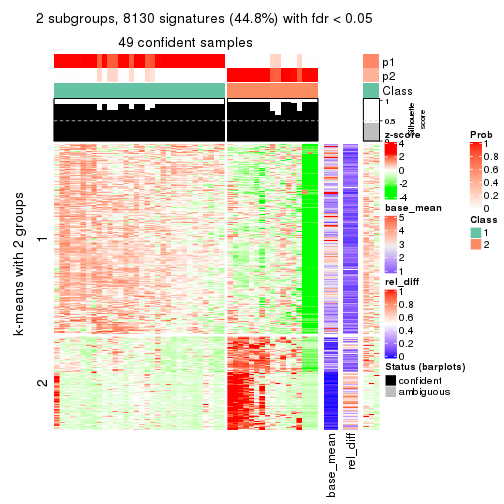 2 subgroups, 8130 signatures (44.8%) with fdr < 0.05
49 confident samples
p1
p2
Class
1
0.5
0
Silhouette
score
k-means with 2 groups
1
2
base_mean
rel_diff
z-score
4
2
0
-2
-4
base_mean
5
4
3
2
1
rel_diff
1
0.8
0.6
0.4
0.2
0
Status (barplots)
confident
ambiguous
Prob
1
0.8
0.6
0.4
0.2
0
Class
1
2